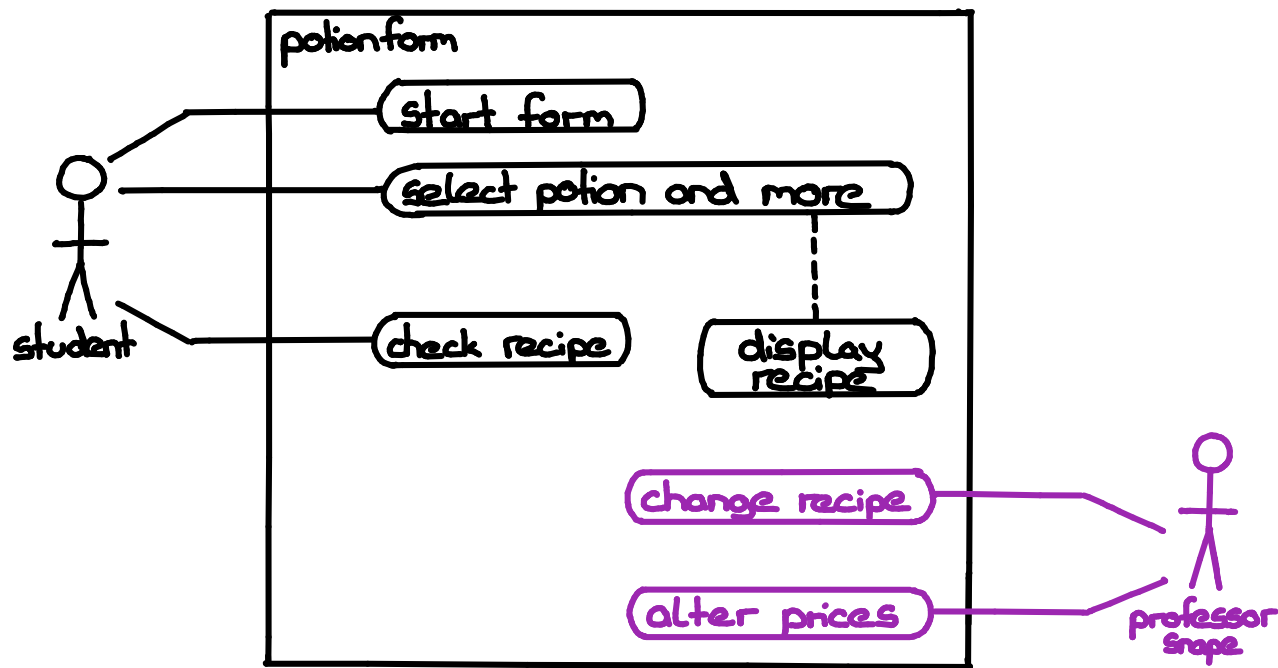 potionform
start form
select potion and more
student
check recipe
display
recipe
change recipe
alter prices
professor
snape